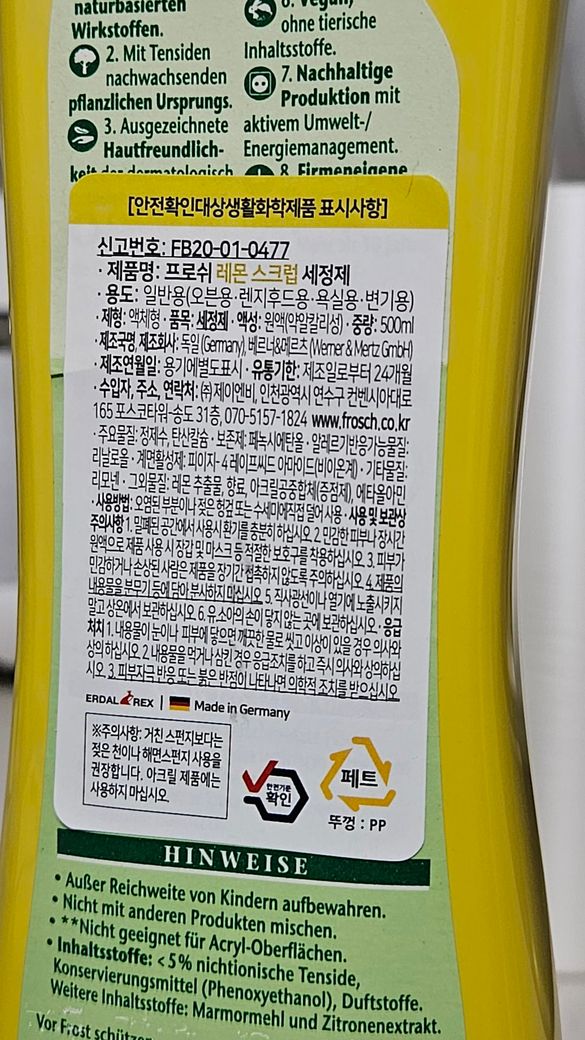 naturbasierten
Wirkstoffen.
2. Mit Tensiden
nachwachsenden
pflanzlichen Ursprungs.
3. Ausgezeichnete
Hautfreundlich-
keit der dermatologisch
6. Vegan,
ohne tierische
Inhaltsstoffe.
7. Nachhaltige
Produktion mit
aktivem Umwelt-/
Energiemanagement.
8. Firmeneigene
[안전확인대상생활화학제품 표시사항]
신고번호: FB20-01-0477
· 제품명: 프로쉬 레몬 스크럽 세정제
· 용도: 일반용(오븐용·렌지후드용·욕실용·변기용)
· 제형: 액체형 · 품목: 세정제 · 액성: 원액(약알칼리성) · 중량: 500ml
· 제조국명, 제조회사: 독일(Germany), 베르너&메르츠(Werner & Mertz GmbH)
· 제조연월일: 용기에별도표시 · 유통기한: 제조일로부터 24개월
· 수입자, 주소, 연락처: ㈜제이엔비, 인천광역시 연수구 컨벤시아대로
165 포스코타워-송도 31층, 070-5157-1824 www.frosch.co.kr
· 주요물질: 정제수, 탄산칼슘 · 보존제: 페녹시에탄올 · 알레르기반응가능물질:
리날로올 · 계면활성제: 피이지-4 레이프씨드 아마이드(비이온계) · 기타물질:
리모넨 · 그외물질: 레몬 추출물, 향료, 아크릴공중합체(증점제), 에타올아민
· 사용방법: 오염된 부분이나 젖은 헝겊 또는 수세미에 직접 덜어 사용 · 사용 및 보관상
주의사항 1. 밀폐된 공간에서 사용시 환기를 충분히 하십시오. 2. 민감한 피부나 장시간
원액으로 제품 사용 시 장갑 및 마스크 등 적절한 보호구를 착용하십시오. 3. 피부가
민감하거나 손상된 사람은 제품을 장기간 접촉하지 않도록 주의하십시오. 4. 제품의
내용물을 분무기 등에 담아 분사하지 마십시오. 5. 직사광선이나 열기에 노출시키지
말고 상온에서 보관하십시오. 6. 유·소아의 손이 닿지 않는 곳에 보관하십시오. · 응급
처치 1. 내용물이 눈이나 피부에 닿으면 깨끗한 물로 씻고 이상이 있을 경우 의사와
상의하십시오. 2. 내용물을 먹거나 삼킨 경우 응급조치를 하고 즉시 의사와 상의하십
시오. 3. 피부자극 반응 또는 붉은 반점이 나타나면 의학적 조치를 받으십시오.
ERDAL REX | Made in Germany
※주의사항: 거친 스펀지보다는
젖은 천이나 해면스펀지 사용을
권장합니다. 아크릴 제품에는
사용하지 마십시오.
안전기준
확인
페트
뚜껑 : PP
HINWEISE
• Außer Reichweite von Kindern aufbewahren.
• Nicht mit anderen Produkten mischen.
• **Nicht geeignet für Acryl-Oberflächen.
• Inhaltsstoffe: < 5% nichtionische Tenside,
Konservierungsmittel (Phenoxyethanol), Duftstoffe.
Weitere Inhaltsstoffe: Marmormehl und Zitronenextrakt.
Vor Frost schützen